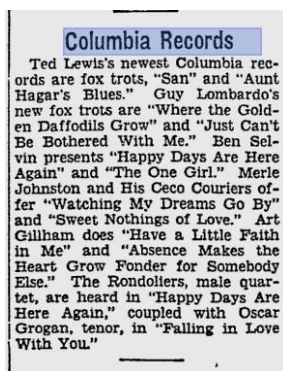 Columbia Records
Ted Lewis's newest Columbia rec-
ords are fox trots, "San" and "Aunt
Hagar's Blues." Guy Lombardo's
new fox trots are "Where the Gold-
en Daffodils Grow" and "Just Can't
Be Bothered With Me." Ben Sel-
vin presents "Happy Days Are Here
Again" and "The One Girl." Merle
Johnston and His Ceco Couriers of-
fer "Watching My Dreams Go By"
and "Sweet Nothings of Love." Art
Gillham does "Have a Little Faith
in Me" and "Absence Makes the
Heart Grow Fonder for Somebody
Else." The Rondoliers, male quar-
tet, are heard in "Happy Days Are
Here Again," coupled with Oscar
Grogan, tenor, in "Falling in Love
With You."